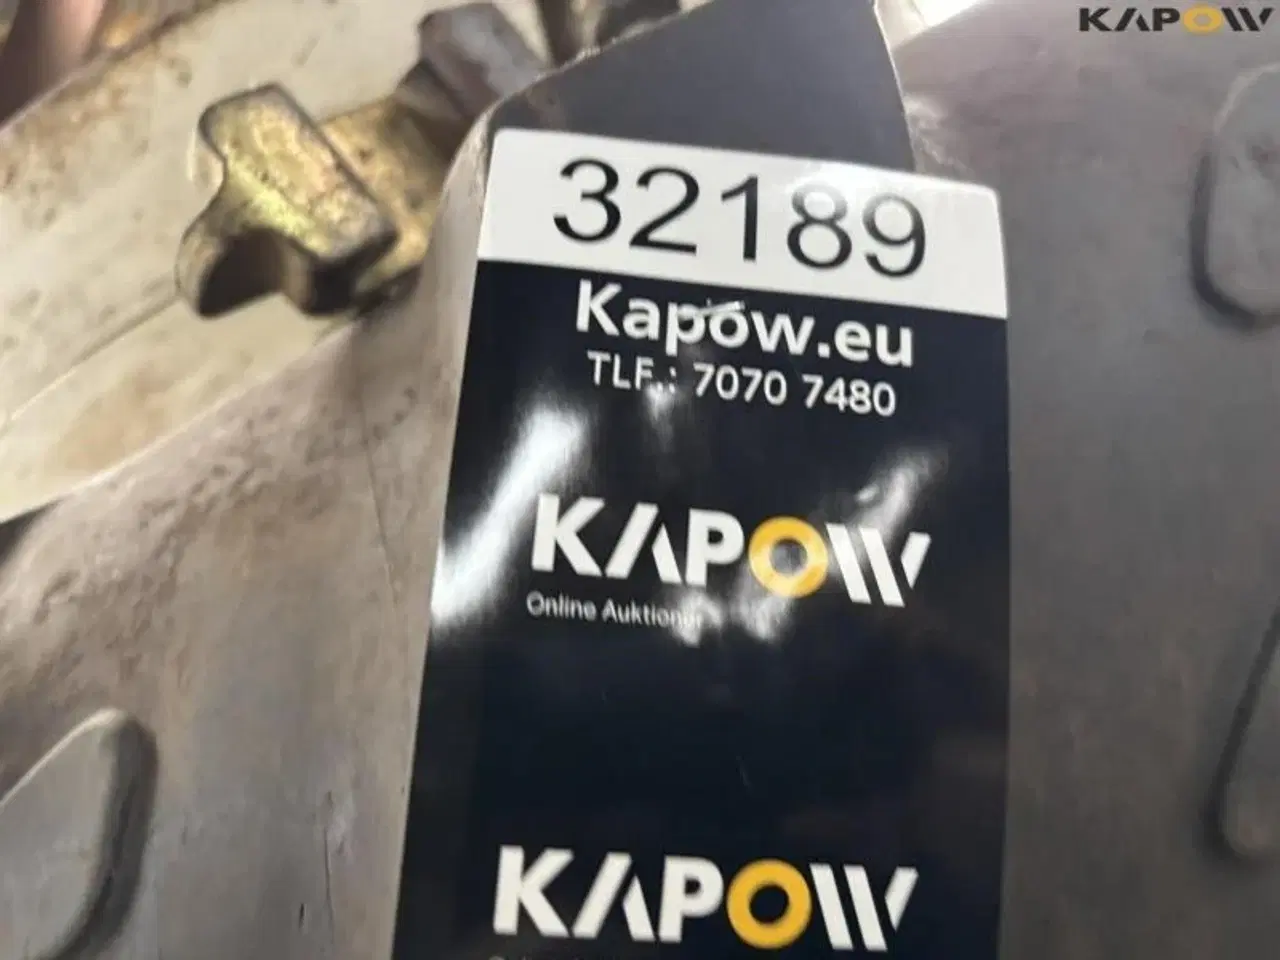 KAPOW
32189
Kapow.eu
TLF.: 7070 7480
KAPOW
Online Auktioner
KAPOW